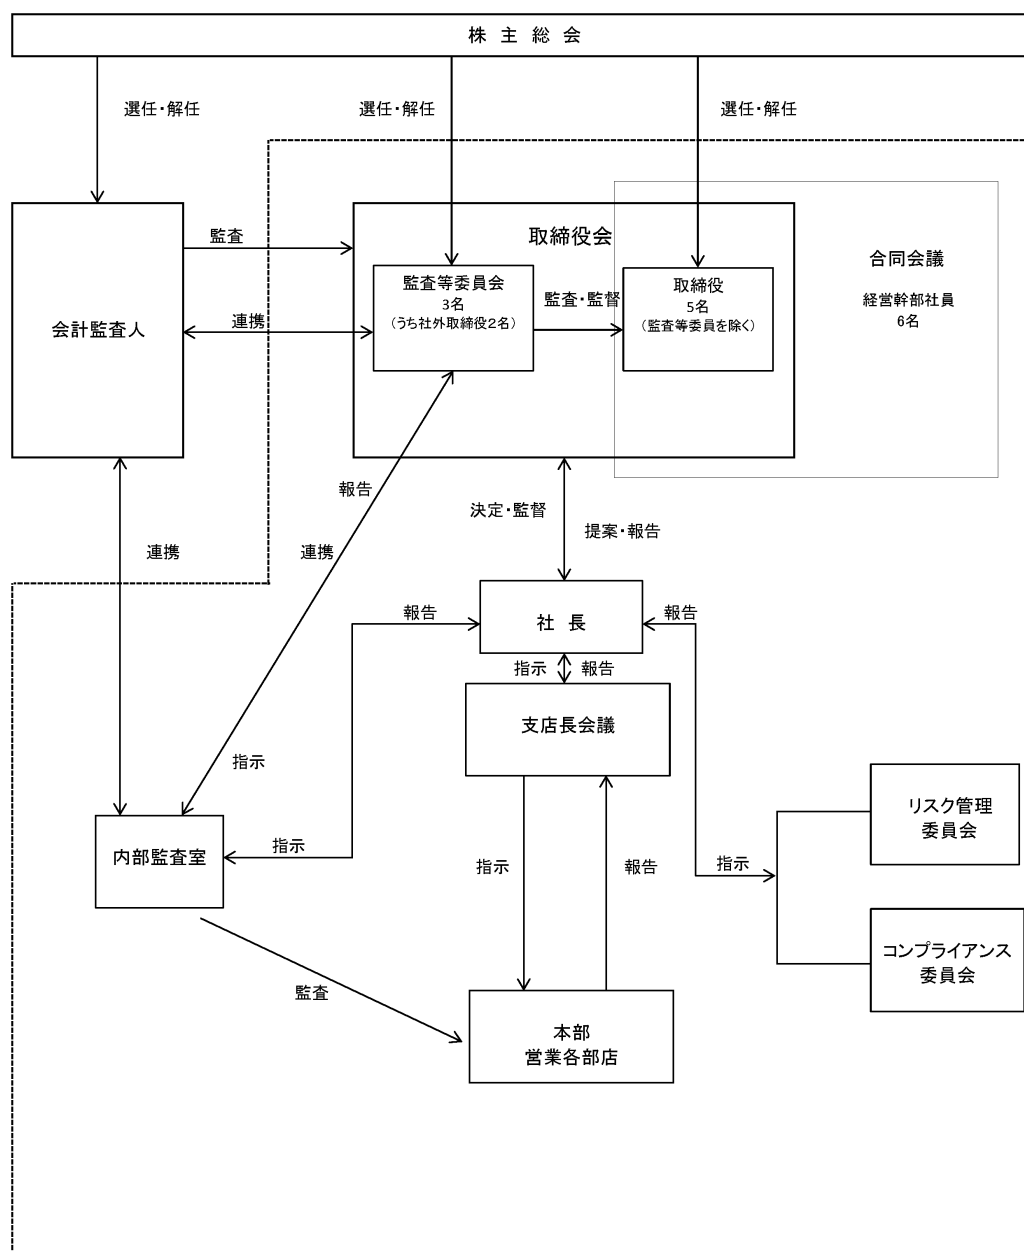 株 主 総 会
選任・解任
選任・解任
選任・解任
取締役会
合同会議
経営幹部社員
6名
監査
監査等委員会
3名
（うち社外取締役2名）
監査・監督
取締役
5名
（監査等委員を除く）
会計監査人
連携
報告
決定・監督
提案・報告
連携
連携
報告
社 長
報告
指示
報告
支店長会議
指示
リスク管理
委員会
指示
内部監査室
指示
報告
指示
コンプライアンス
委員会
監査
本部
営業各部店